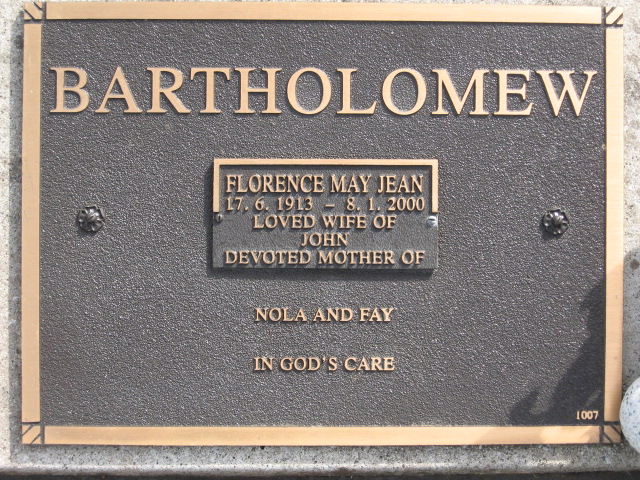 BARTHOLOMEW
FLORENCE MAY JEAN
17. 6. 1913 – 8. 1. 2000
LOVED WIFE OF
JOHN
DEVOTED MOTHER OF
NOLA AND FAY
IN GOD'S CARE
1007